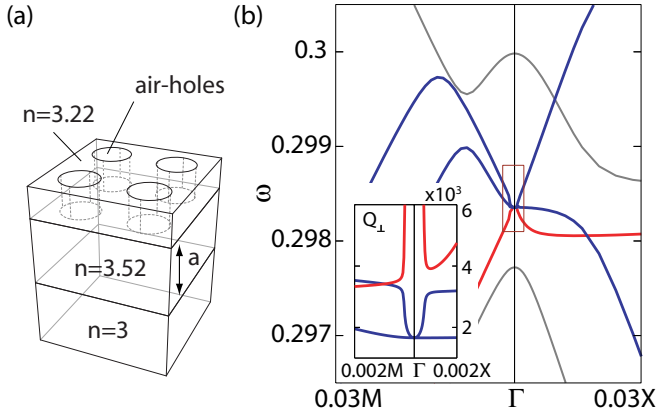 (a)
air-holes
n=3.22
n=3.52
a
n=3
(b)
0.3
0.299
ω
0.298
0.297
0.03M
Γ
0.03X
x10³
Q⊥
6
4
2
0.002M
Γ
0.002X